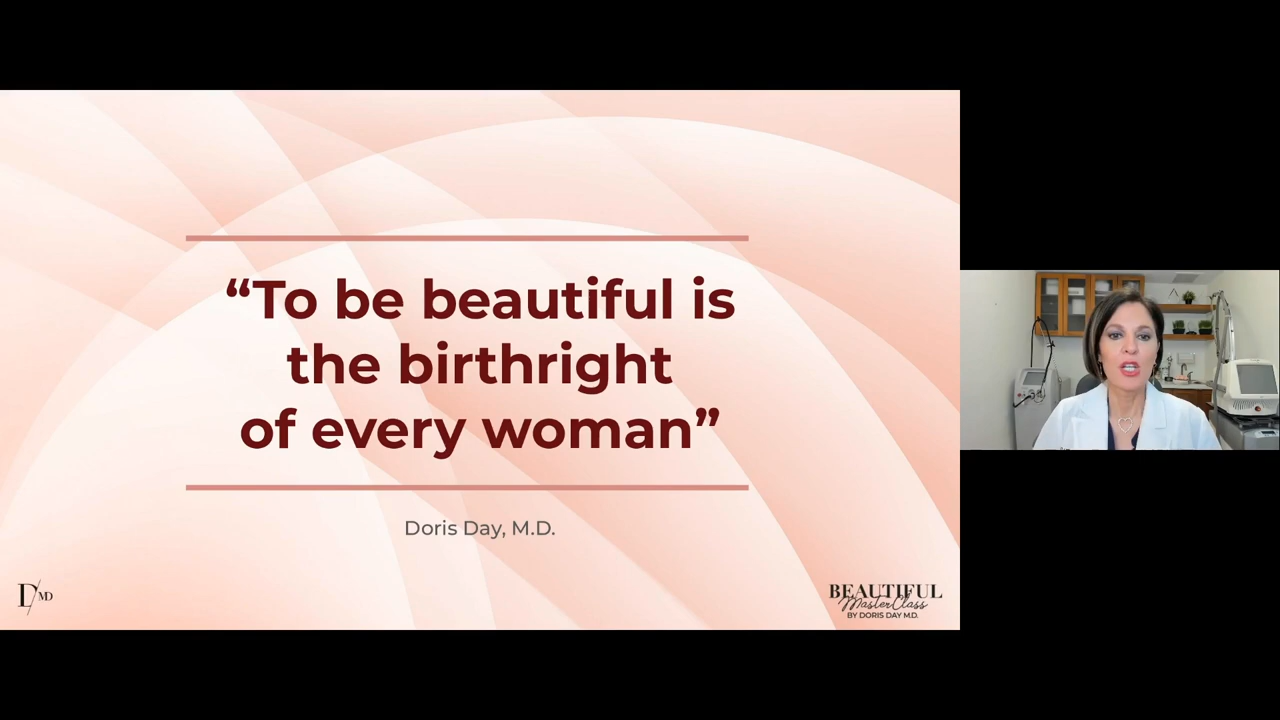 “To be beautiful is
the birthright
of every woman”
Doris Day, M.D.
D/MD
BEAUTIFUL
MasterClass
BY DORIS DAY M.D.